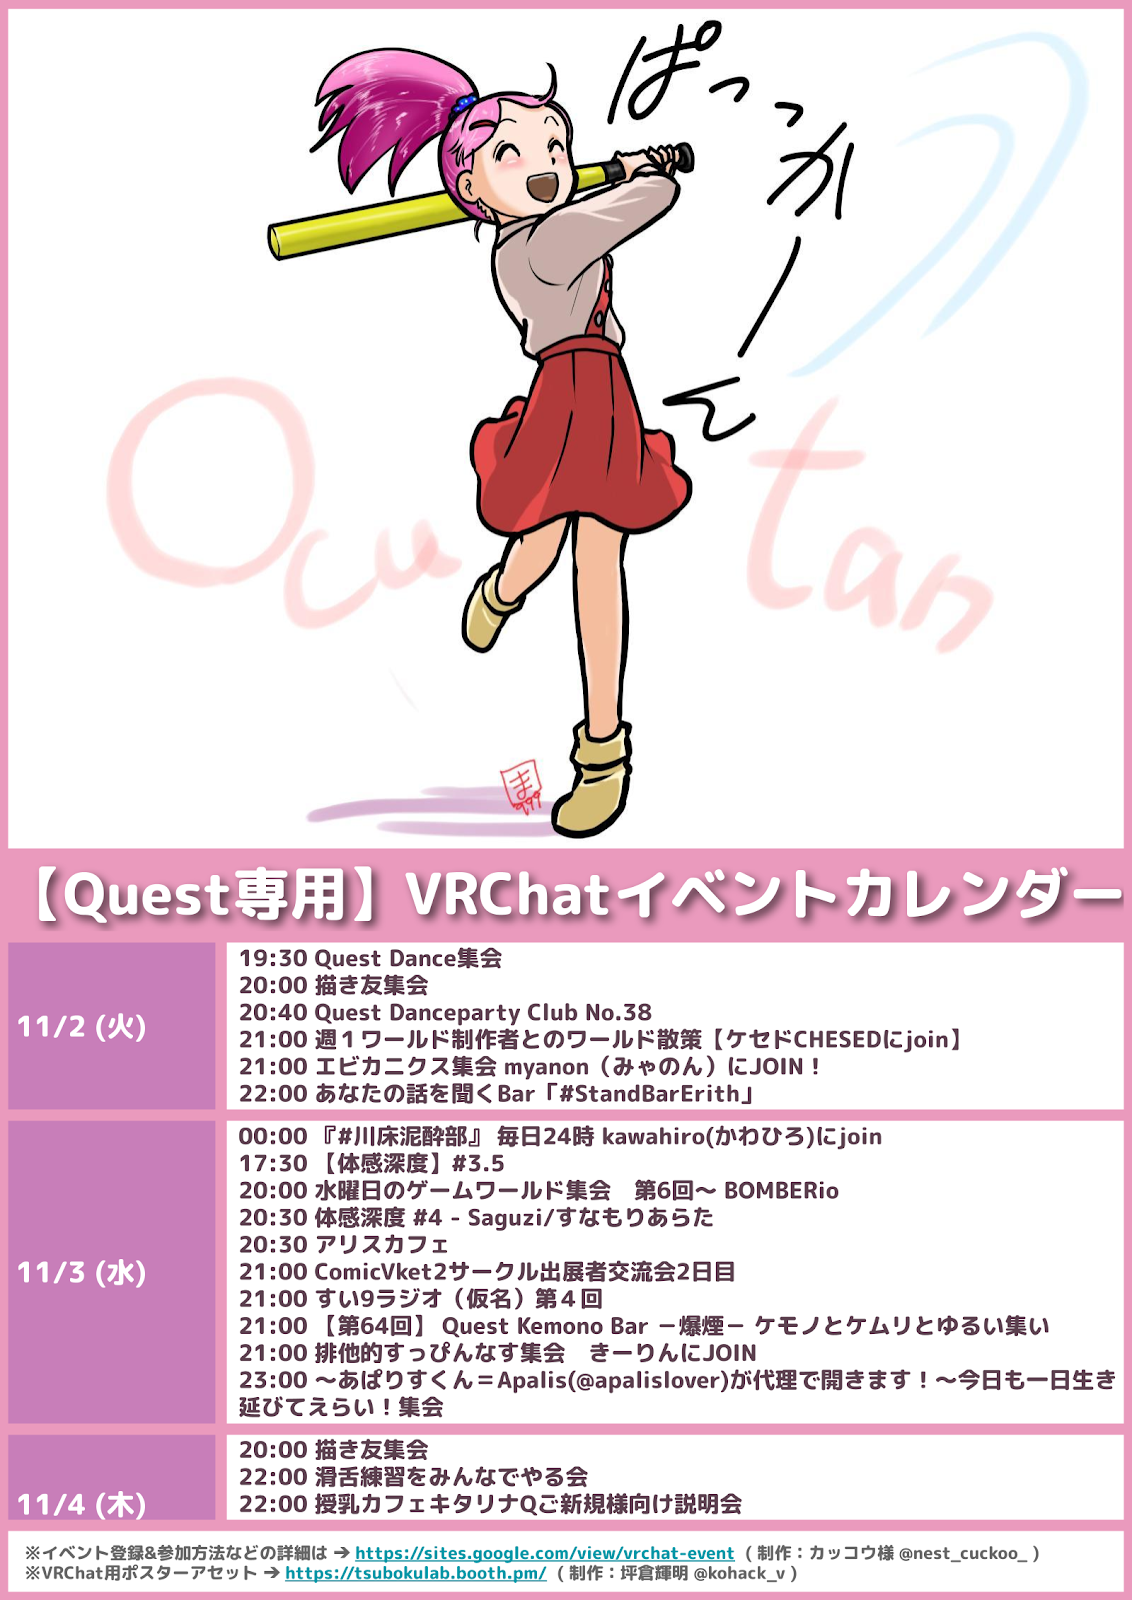 ぱっっかーん
Ocu tan
ま
999
【Quest専用】VRChatイベントカレンダー
11/2 (火)
19:30 Quest Dance集会
20:00 描き友集会
20:40 Quest Danceparty Club No.38
21:00 週１ワールド制作者とのワールド散策【ケセドCHESEDにjoin】
21:00 エビカニクス集会 myanon（みゃのん）にJOIN！
22:00 あなたの話を聞くBar「#StandBarErith」
11/3 (水)
00:00 『#川床泥酔部』 毎日24時 kawahiro(かわひろ)にjoin
17:30 【体感深度】#3.5
20:00 水曜日のゲームワールド集会　第6回～ BOMBERio
20:30 体感深度 #4 - Saguzi/すなもりあらた
20:30 アリスカフェ
21:00 ComicVket2サークル出展者交流会2日目
21:00 すい9ラジオ（仮名）第４回
21:00 【第64回】 Quest Kemono Bar －爆煙－ ケモノとケムリとゆるい集い
21:00 排他的すっぴんなす集会　きーりんにJOIN
23:00 ～あぱりすくん＝Apalis(@apalislover)が代理で開きます！～今日も一日生き
延びてえらい！集会
11/4 (木)
20:00 描き友集会
22:00 滑舌練習をみんなでやる会
22:00 授乳カフェキタリナQご新規様向け説明会
※イベント登録&参加方法などの詳細は ➔ https://sites.google.com/view/vrchat-event （制作：カッコウ様 @nest_cuckoo_ ）
※VRChat用ポスターアセット ➔ https://tsubokulab.booth.pm/ （制作：坪倉輝明 @kohack_v ）